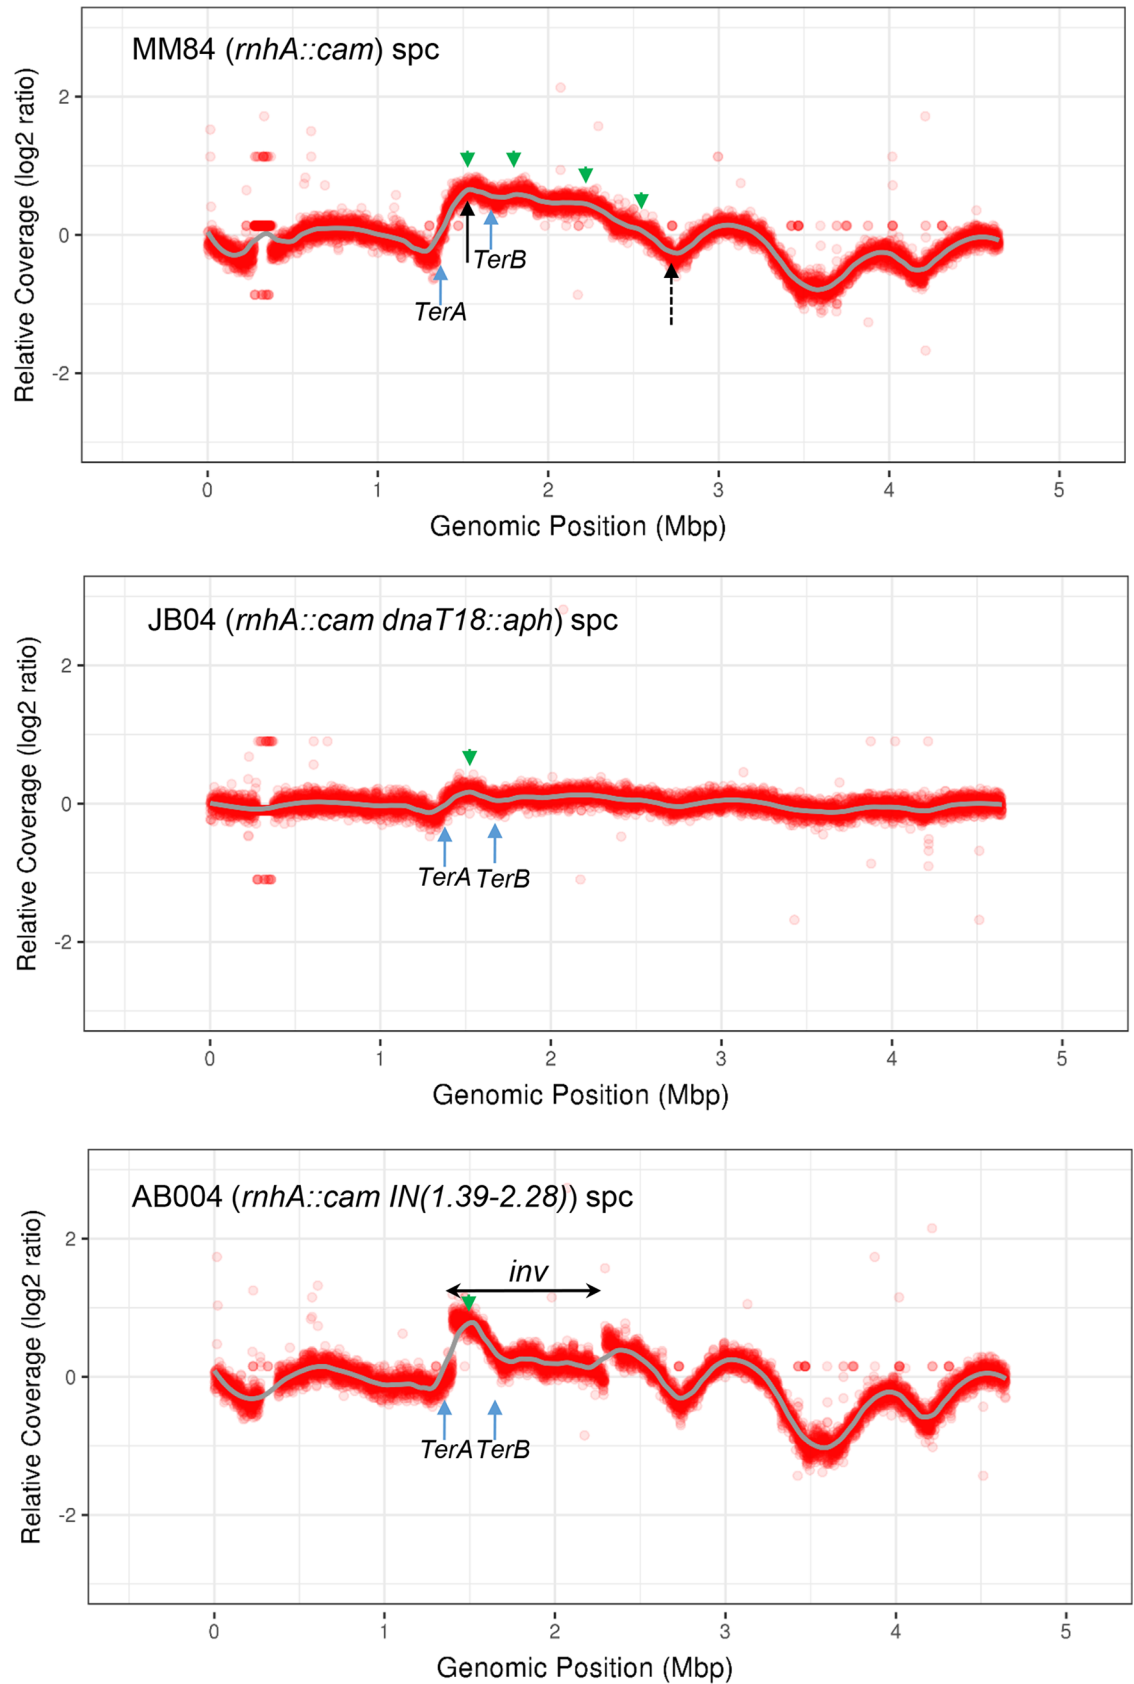 MM84 (rnhA::cam) spc
Relative Coverage (log2 ratio)
2
0
-2
TerB
TerA
0 1 2 3 4 5
Genomic Position (Mbp)
JB04 (rnhA::cam dnaT18::aph) spc
Relative Coverage (log2 ratio)
2
0
-2
TerA TerB
0 1 2 3 4 5
Genomic Position (Mbp)
AB004 (rnhA::cam IN(1.39-2.28)) spc
Relative Coverage (log2 ratio)
2
0
-2
inv
TerA TerB
0 1 2 3 4 5
Genomic Position (Mbp)